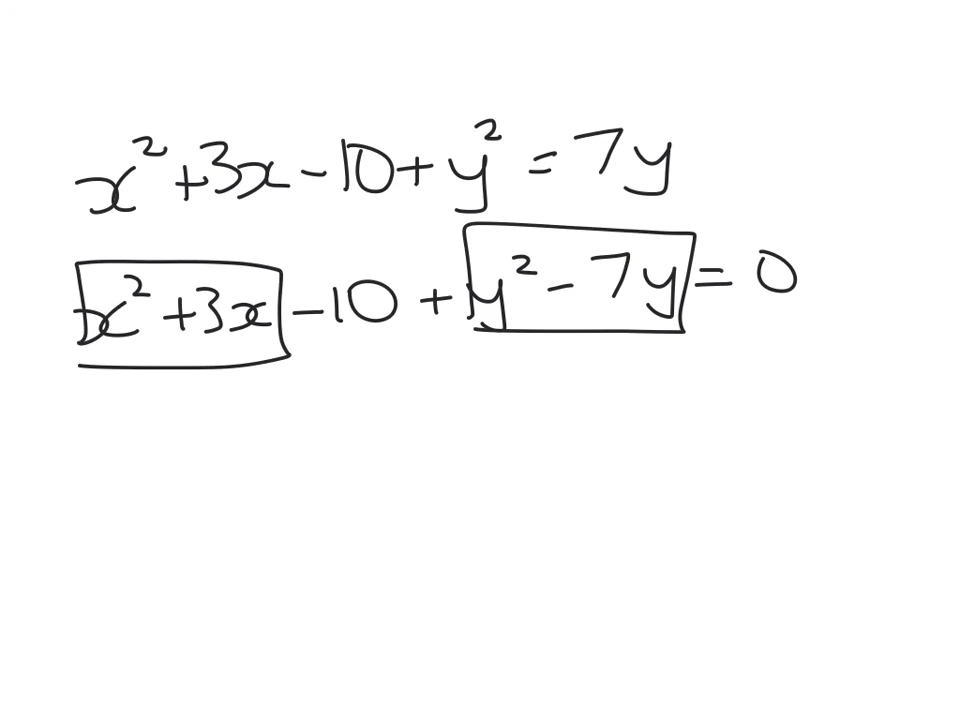 x² + 3x - 10 + y² = 7y
x² + 3x - 10 + y² - 7y = 0